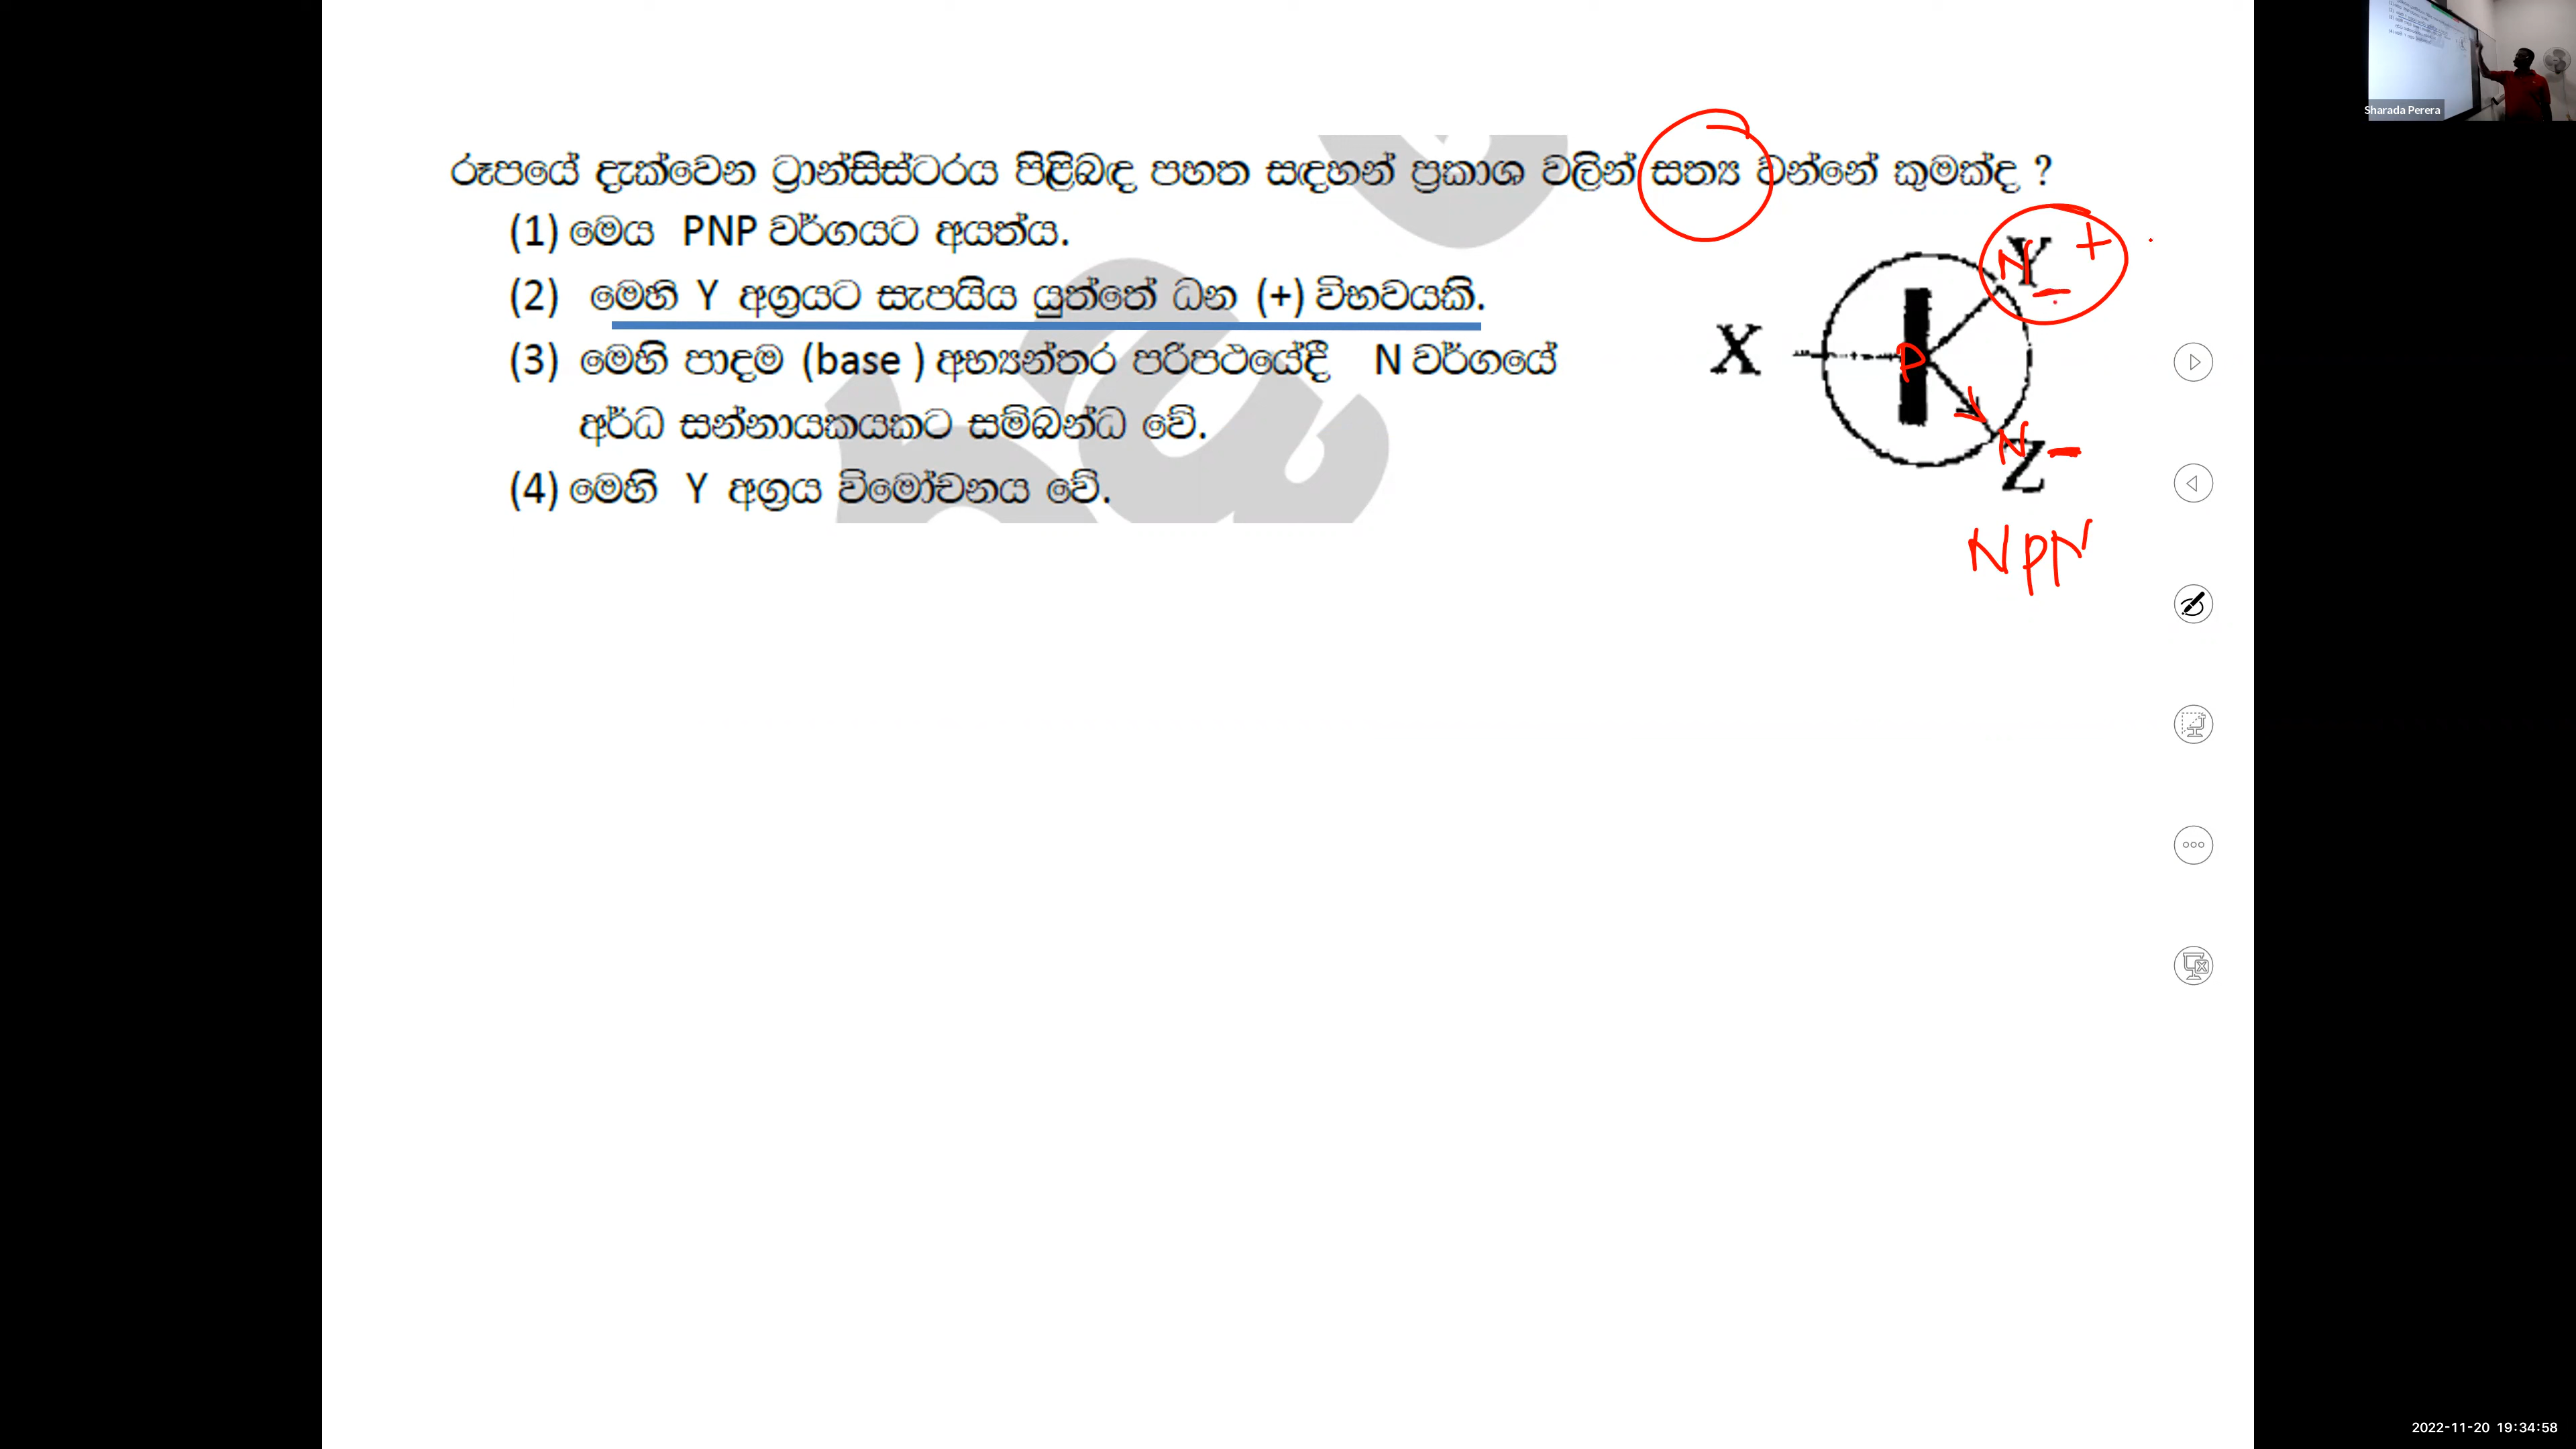 Sharada Perera
රූපයේ දැක්වෙන ට්‍රාන්සිස්ටරය පිළිබඳ පහත සඳහන් ප්‍රකාශ වලින් සත්‍ය වන්නේ කුමක්ද ?
(1) මෙය PNP වර්ගයට අයත්ය.
(2) මෙහි Y අග්‍රයට සැපයිය යුත්තේ ධන (+) විභවයකි.
(3) මෙහි පාදම (base ) අභ්‍යන්තර පරිපථයේදී N වර්ගයේ
අර්ධ සන්නායකයකට සම්බන්ධ වේ.
(4) මෙහි Y අග්‍රය විමෝචනය වේ.
N Y +
-
X P
N Z -
NPN
2022-11-20 19:34:58